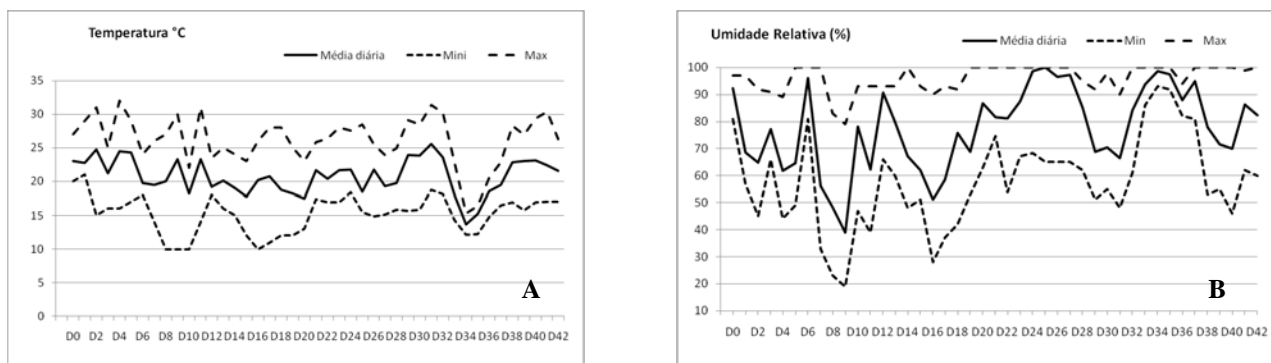 Temperatura °C
Média diária Mini Max
35
30
25
20
15
10
5
0
D0 D2 D4 D6 D8 D10 D12 D14 D16 D18 D20 D22 D24 D26 D28 D30 D32 D34 D36 D38 D40 D42
A
Umidade Relativa (%)
Média diária Min Max
100
90
80
70
60
50
40
30
20
10
D0 D2 D4 D6 D8 D10 D12 D14 D16 D18 D20 D22 D24 D26 D28 D30 D32 D34 D36 D38 D40 D42
B